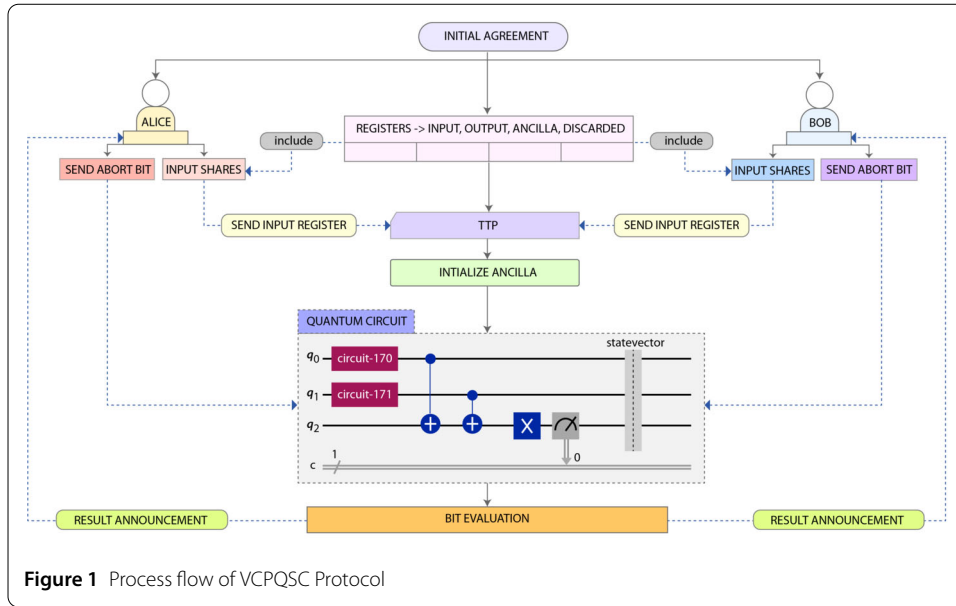 INITIAL AGREEMENT
ALICE
BOB
REGISTERS -> INPUT, OUTPUT, ANCILLA, DISCARDED
include
include
SEND ABORT BIT
INPUT SHARES
INPUT SHARES
SEND ABORT BIT
SEND INPUT REGISTER
TTP
SEND INPUT REGISTER
INTIALIZE ANCILLA
QUANTUM CIRCUIT
statevector
q0 circuit-170
q1 circuit-171
q2 X
c 1 0
RESULT ANNOUNCEMENT
BIT EVALUATION
RESULT ANNOUNCEMENT
Figure 1 Process flow of VCPQSC Protocol